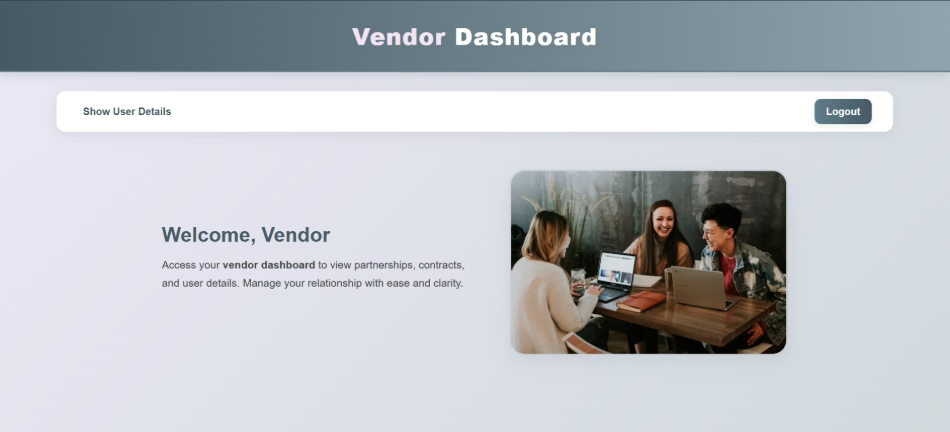 Vendor Dashboard
Show User Details
Logout
Welcome, Vendor
Access your vendor dashboard to view partnerships, contracts,
and user details. Manage your relationship with ease and clarity.